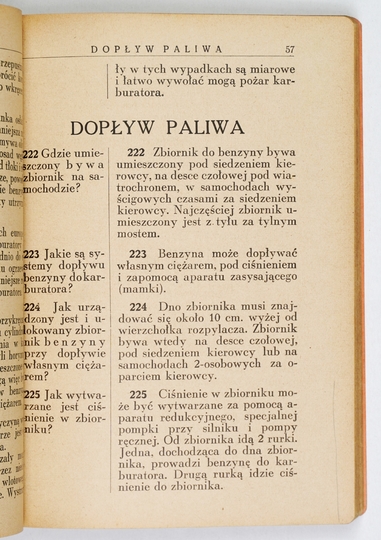 DOPŁYW PALIWA 57
ły w tych wypadkach są miarowe
i łatwo wywołać mogą pożar kar-
buratora.
DOPŁYW PALIWA
222 Gdzie umie-
szczony bywa
zbiornik na sa-
mochodzie?
222 Zbiornik do benzyny bywa
umieszczony pod siedzeniem kie-
rowcy, na desce czołowej pod wia-
trochronem, w samochodach wy-
ścigowych czasami za siedzeniem
kierowcy. Najczęściej zbiornik u-
mieszczony jest z tyłu za tylnym
mostem.
223 Jakie są sy-
stemy dopływu
benzyny do kar-
buratora?
223 Benzyna może dopływać
własnym ciężarem, pod ciśnieniem
i zapomocą aparatu zasysającego
(mamki).
224 Jak urzą-
dzony jest i u-
lokowany zbior-
nik benzyny
przy dopływie
własnym cięża-
rem?
224 Dno zbiornika musi znaj-
dować się około 10 cm. wyżej od
wierzchołka rozpylacza. Zbiornik
bywa wtedy na desce czołowej,
pod siedzeniem kierowcy lub na
samochodach 2-osobowych za o-
parciem kierowcy.
225 Jak wytwa-
rzane jest ciś-
nienie w zbior-
niku?
225 Ciśnienie w zbiorniku mo-
że być wytwarzane za pomocą a-
paratu redukcyjnego, specjalnej
pompki przy silniku i pompy
ręcznej. Od zbiornika idą 2 rurki.
Jedna, dochodząca do dna zbior-
nika, prowadzi benzynę do kar-
buratora. Drugą rurką idzie ciś-
nienie do zbiornika.